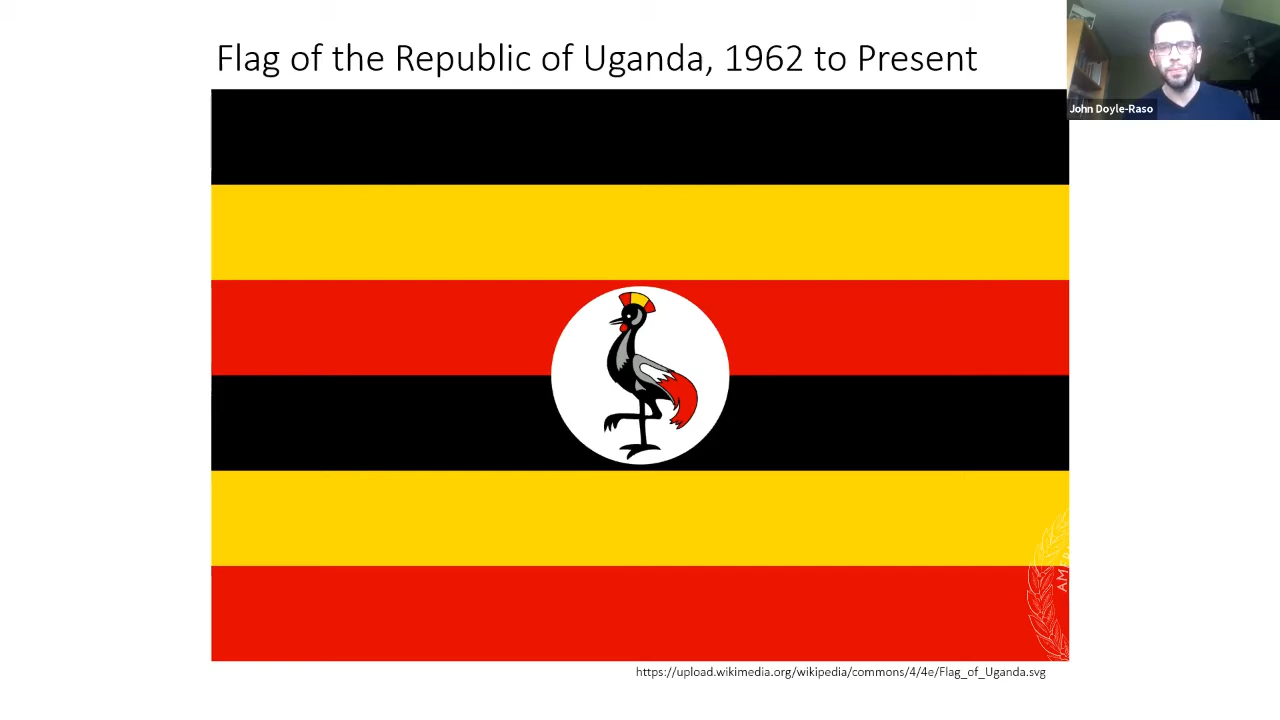 Flag of the Republic of Uganda, 1962 to Present
John Doyle-Raso
AM
https://upload.wikimedia.org/wikipedia/commons/4/4e/Flag_of_Uganda.svg